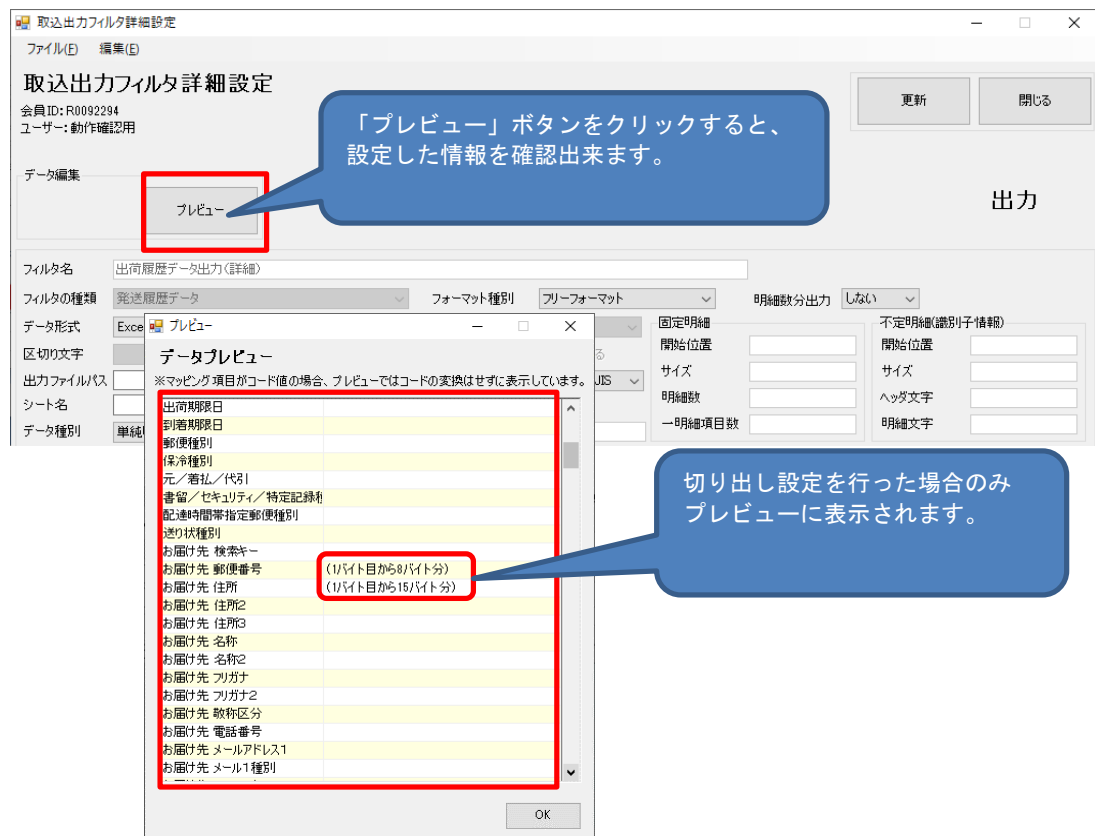 取込出力フィルタ詳細設定
ファイル(F) 編集(E)
取込出力フィルタ詳細設定
会員ID:R0092294
ユーザー:動作確認用
更新
閉じる
「プレビュー」ボタンをクリックすると、
設定した情報を確認出来ます。
データ編集
プレビュー
出力
フィルタ名 出荷履歴データ出力(詳細)
フィルタの種類 発送履歴データ フォーマット種別 フリーフォーマット 明細数分出力 しない
データ形式 Exce
区切り文字 る
出力ファイルパス JIS
シート名
データ種別 単純
固定明細
開始位置
サイズ
明細数
一明細項目数
不定明細(識別子情報)
開始位置
サイズ
ヘッダ文字
明細文字
プレビュー
データプレビュー
※マッピング項目がコード値の場合、プレビューではコードの変換はせずに表示しています。
出荷期限日
到着期限日
郵便種別
保冷種別
元/着払/代引
書留/セキュリティ/特定記録
配達時間帯指定郵便種別
送り状種別
お届け先 検索キー
お届け先 郵便番号 (1バイト目から8バイト分)
お届け先 住所 (1バイト目から15バイト分)
お届け先 住所2
お届け先 住所3
お届け先 名称
お届け先 名称2
お届け先 フリガナ
お届け先 フリガナ2
お届け先 敬称区分
お届け先 電話番号
お届け先 メールアドレス1
お届け先 メール1種別
OK
切り出し設定を行った場合のみ
プレビューに表示されます。